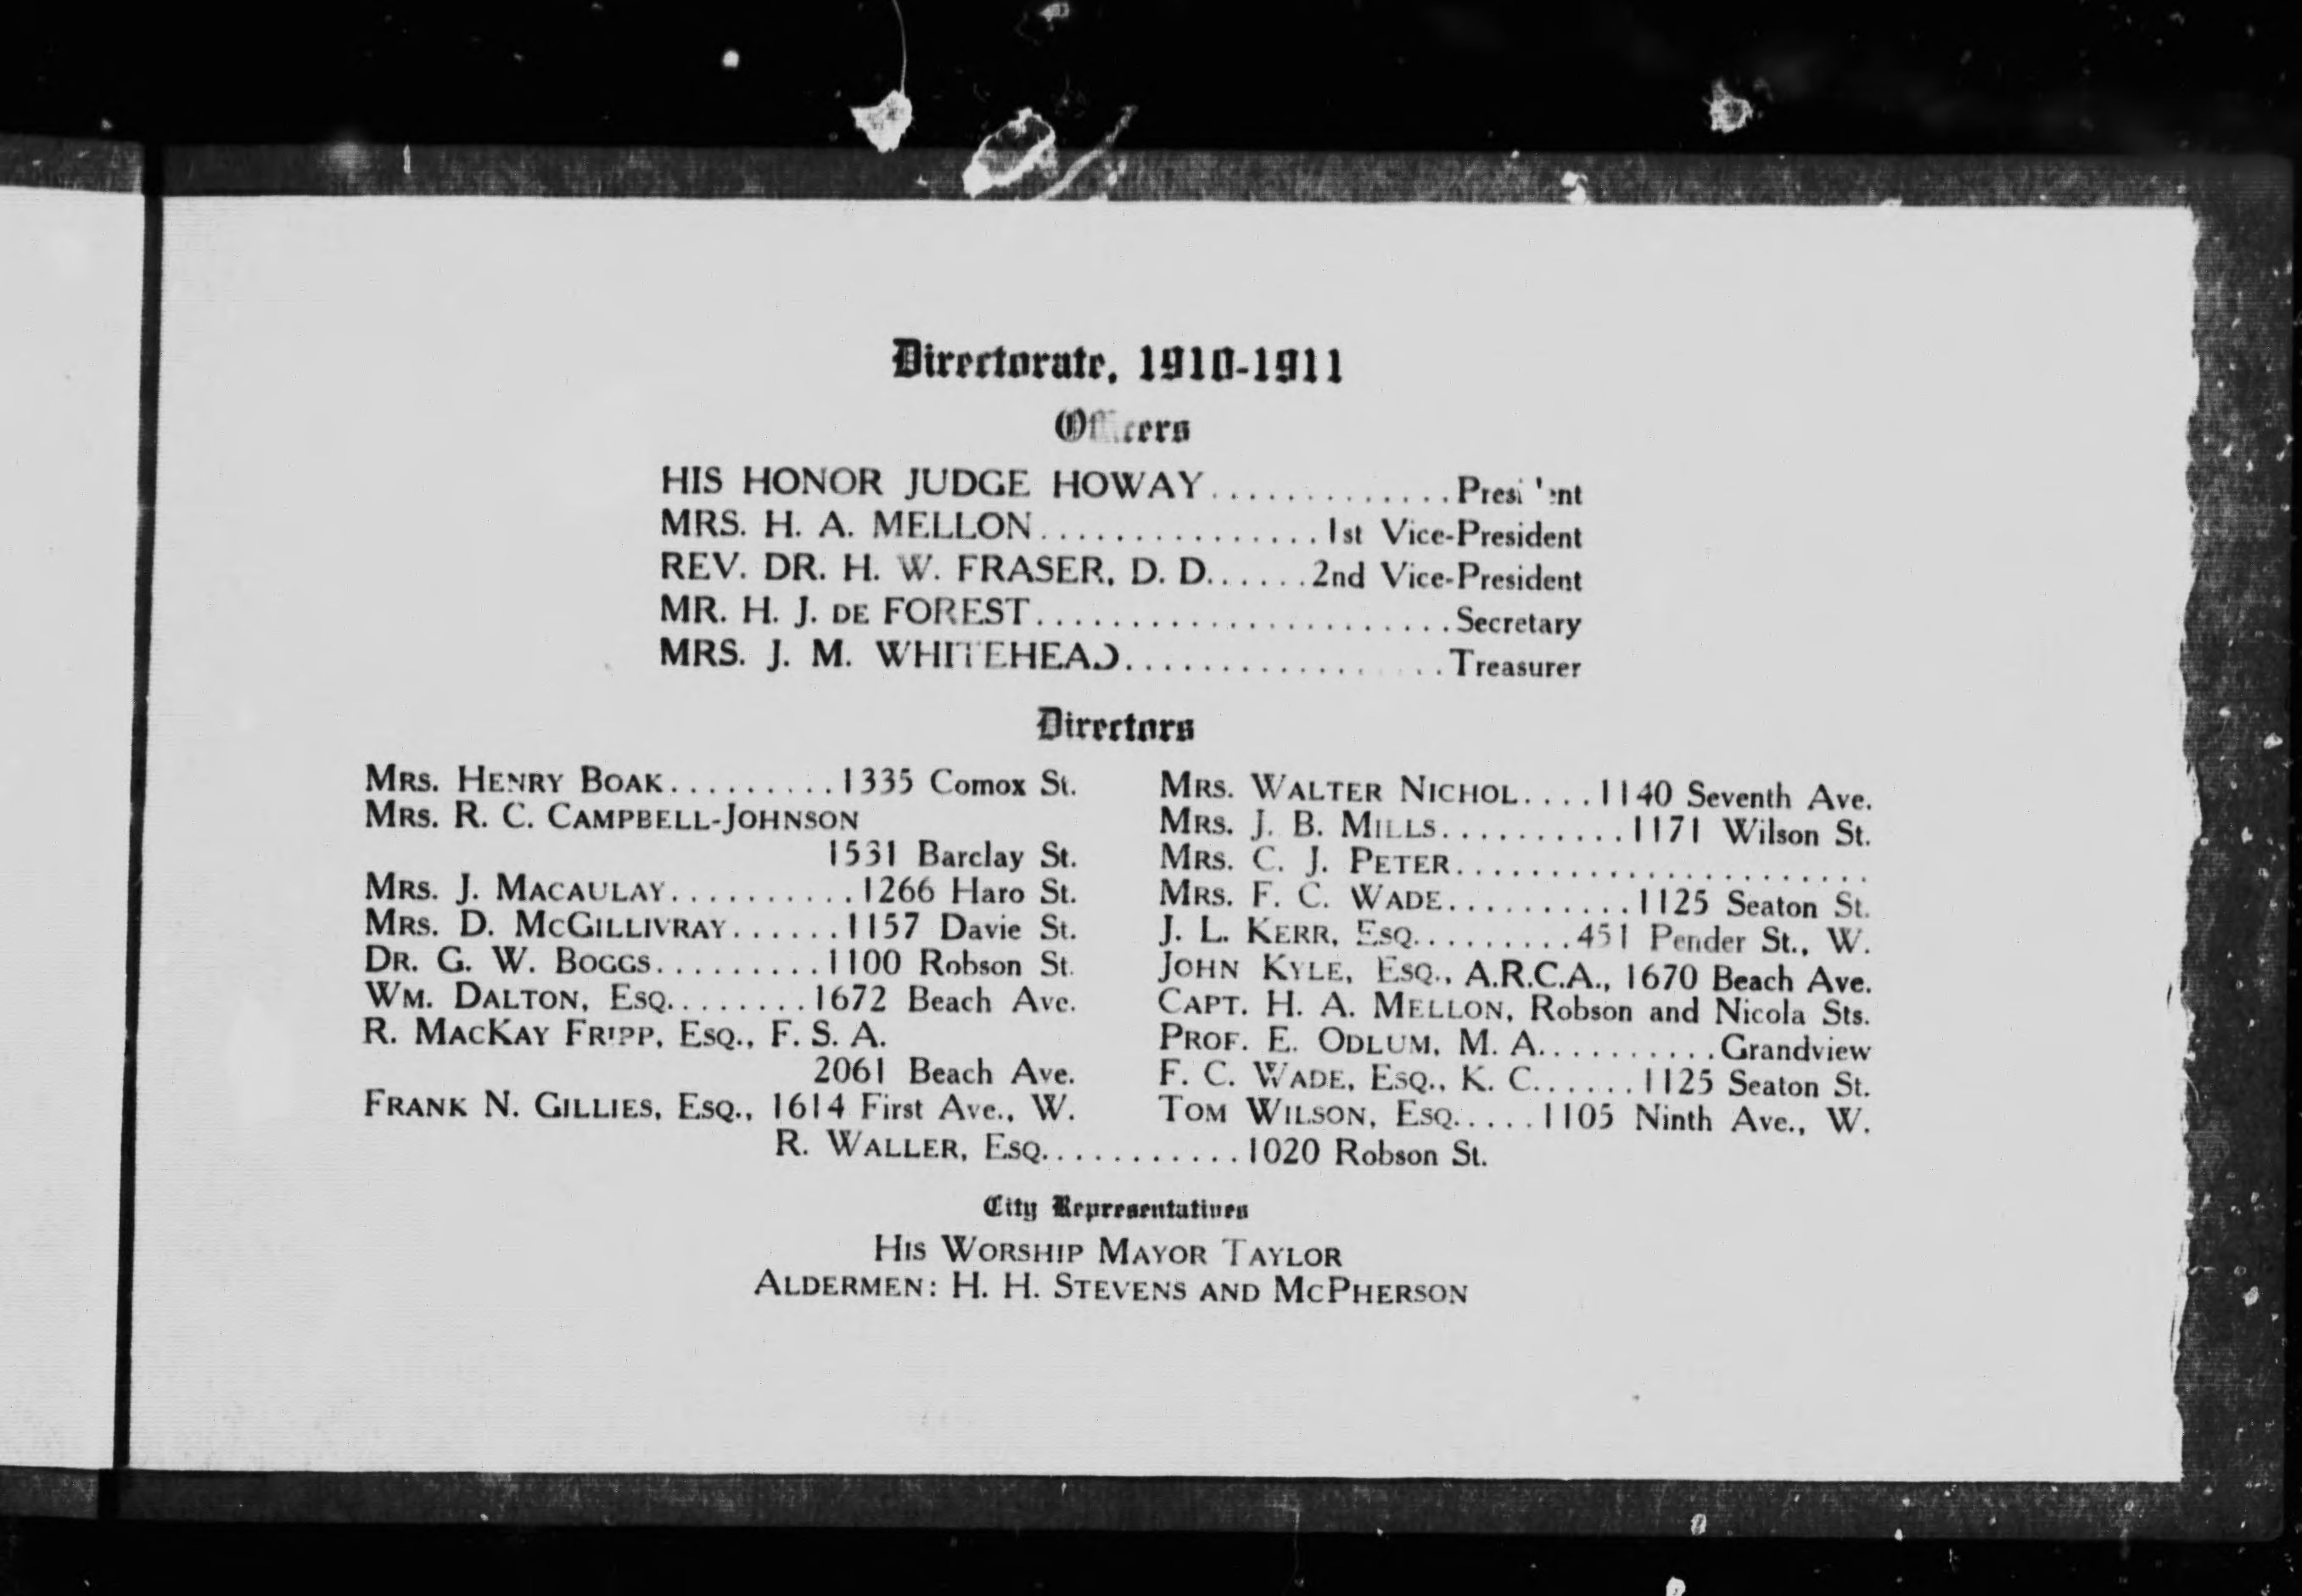 Directorate, 1910-1911
Officers
HIS HONOR JUDGE HOWAY.............President
MRS. H. A. MELLON...............1st Vice-President
REV. DR. H. W. FRASER, D. D......2nd Vice-President
MR. H. J. DE FOREST......................Secretary
MRS. J. M. WHITEHEAD.................Treasurer
Directors
MRS. HENRY BOAK.........1335 Comox St.
MRS. R. C. CAMPBELL-JOHNSON
1531 Barclay St.
MRS. J. MACAULAY..........1266 Haro St.
MRS. D. MCGILLIVRAY......1157 Davie St.
DR. G. W. BOGGS.........1100 Robson St.
WM. DALTON, ESQ........1672 Beach Ave.
R. MACKAY FRIPP, ESQ., F. S. A.
2061 Beach Ave.
FRANK N. GILLIES, ESQ., 1614 First Ave., W.
MRS. WALTER NICHOL....1140 Seventh Ave.
MRS. J. B. MILLS..........1171 Wilson St.
MRS. C. J. PETER......................
MRS. F. C. WADE..........1125 Seaton St.
J. L. KERR, ESQ.........451 Pender St., W.
JOHN KYLE, ESQ., A.R.C.A., 1670 Beach Ave.
CAPT. H. A. MELLON, Robson and Nicola Sts.
PROF. E. ODLUM, M. A..........Grandview
F. C. WADE, ESQ., K. C......1125 Seaton St.
TOM WILSON, ESQ.....1105 Ninth Ave., W.
R. WALLER, ESQ...........1020 Robson St.
City Representatives
HIS WORSHIP MAYOR TAYLOR
ALDERMEN: H. H. STEVENS AND MCPHERSON